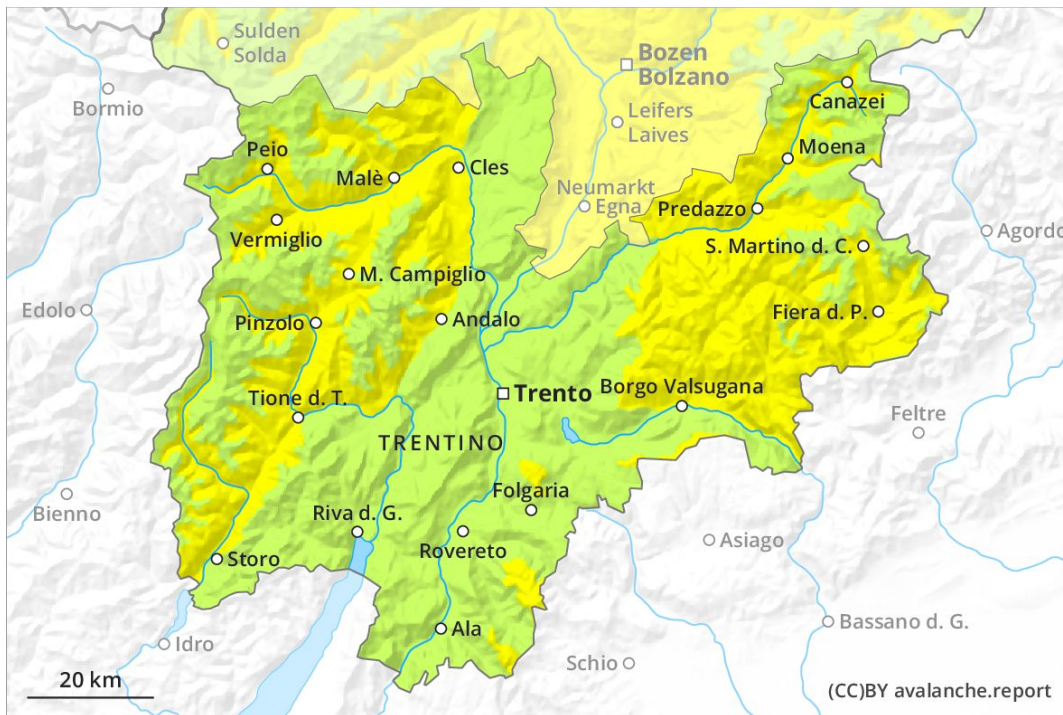 Sulden
Solda
Bozen
Bolzano
Bormio
Leifers
Laives
Canazei
Moena
Peio
Malè
Cles
Neumarkt
Egna
Predazzo
Agordo
Vermiglio
S. Martino d. C.
M. Campiglio
Edolo
Pinzolo
Andalo
Fiera d. P.
Trento
Borgo Valsugana
Tione d. T.
Feltre
TRENTINO
Bienno
Folgaria
Riva d. G.
Rovereto
Asiago
Storo
Ala
Bassano d. G.
Idro
Schio
20 km
(CC)BY avalanche.report